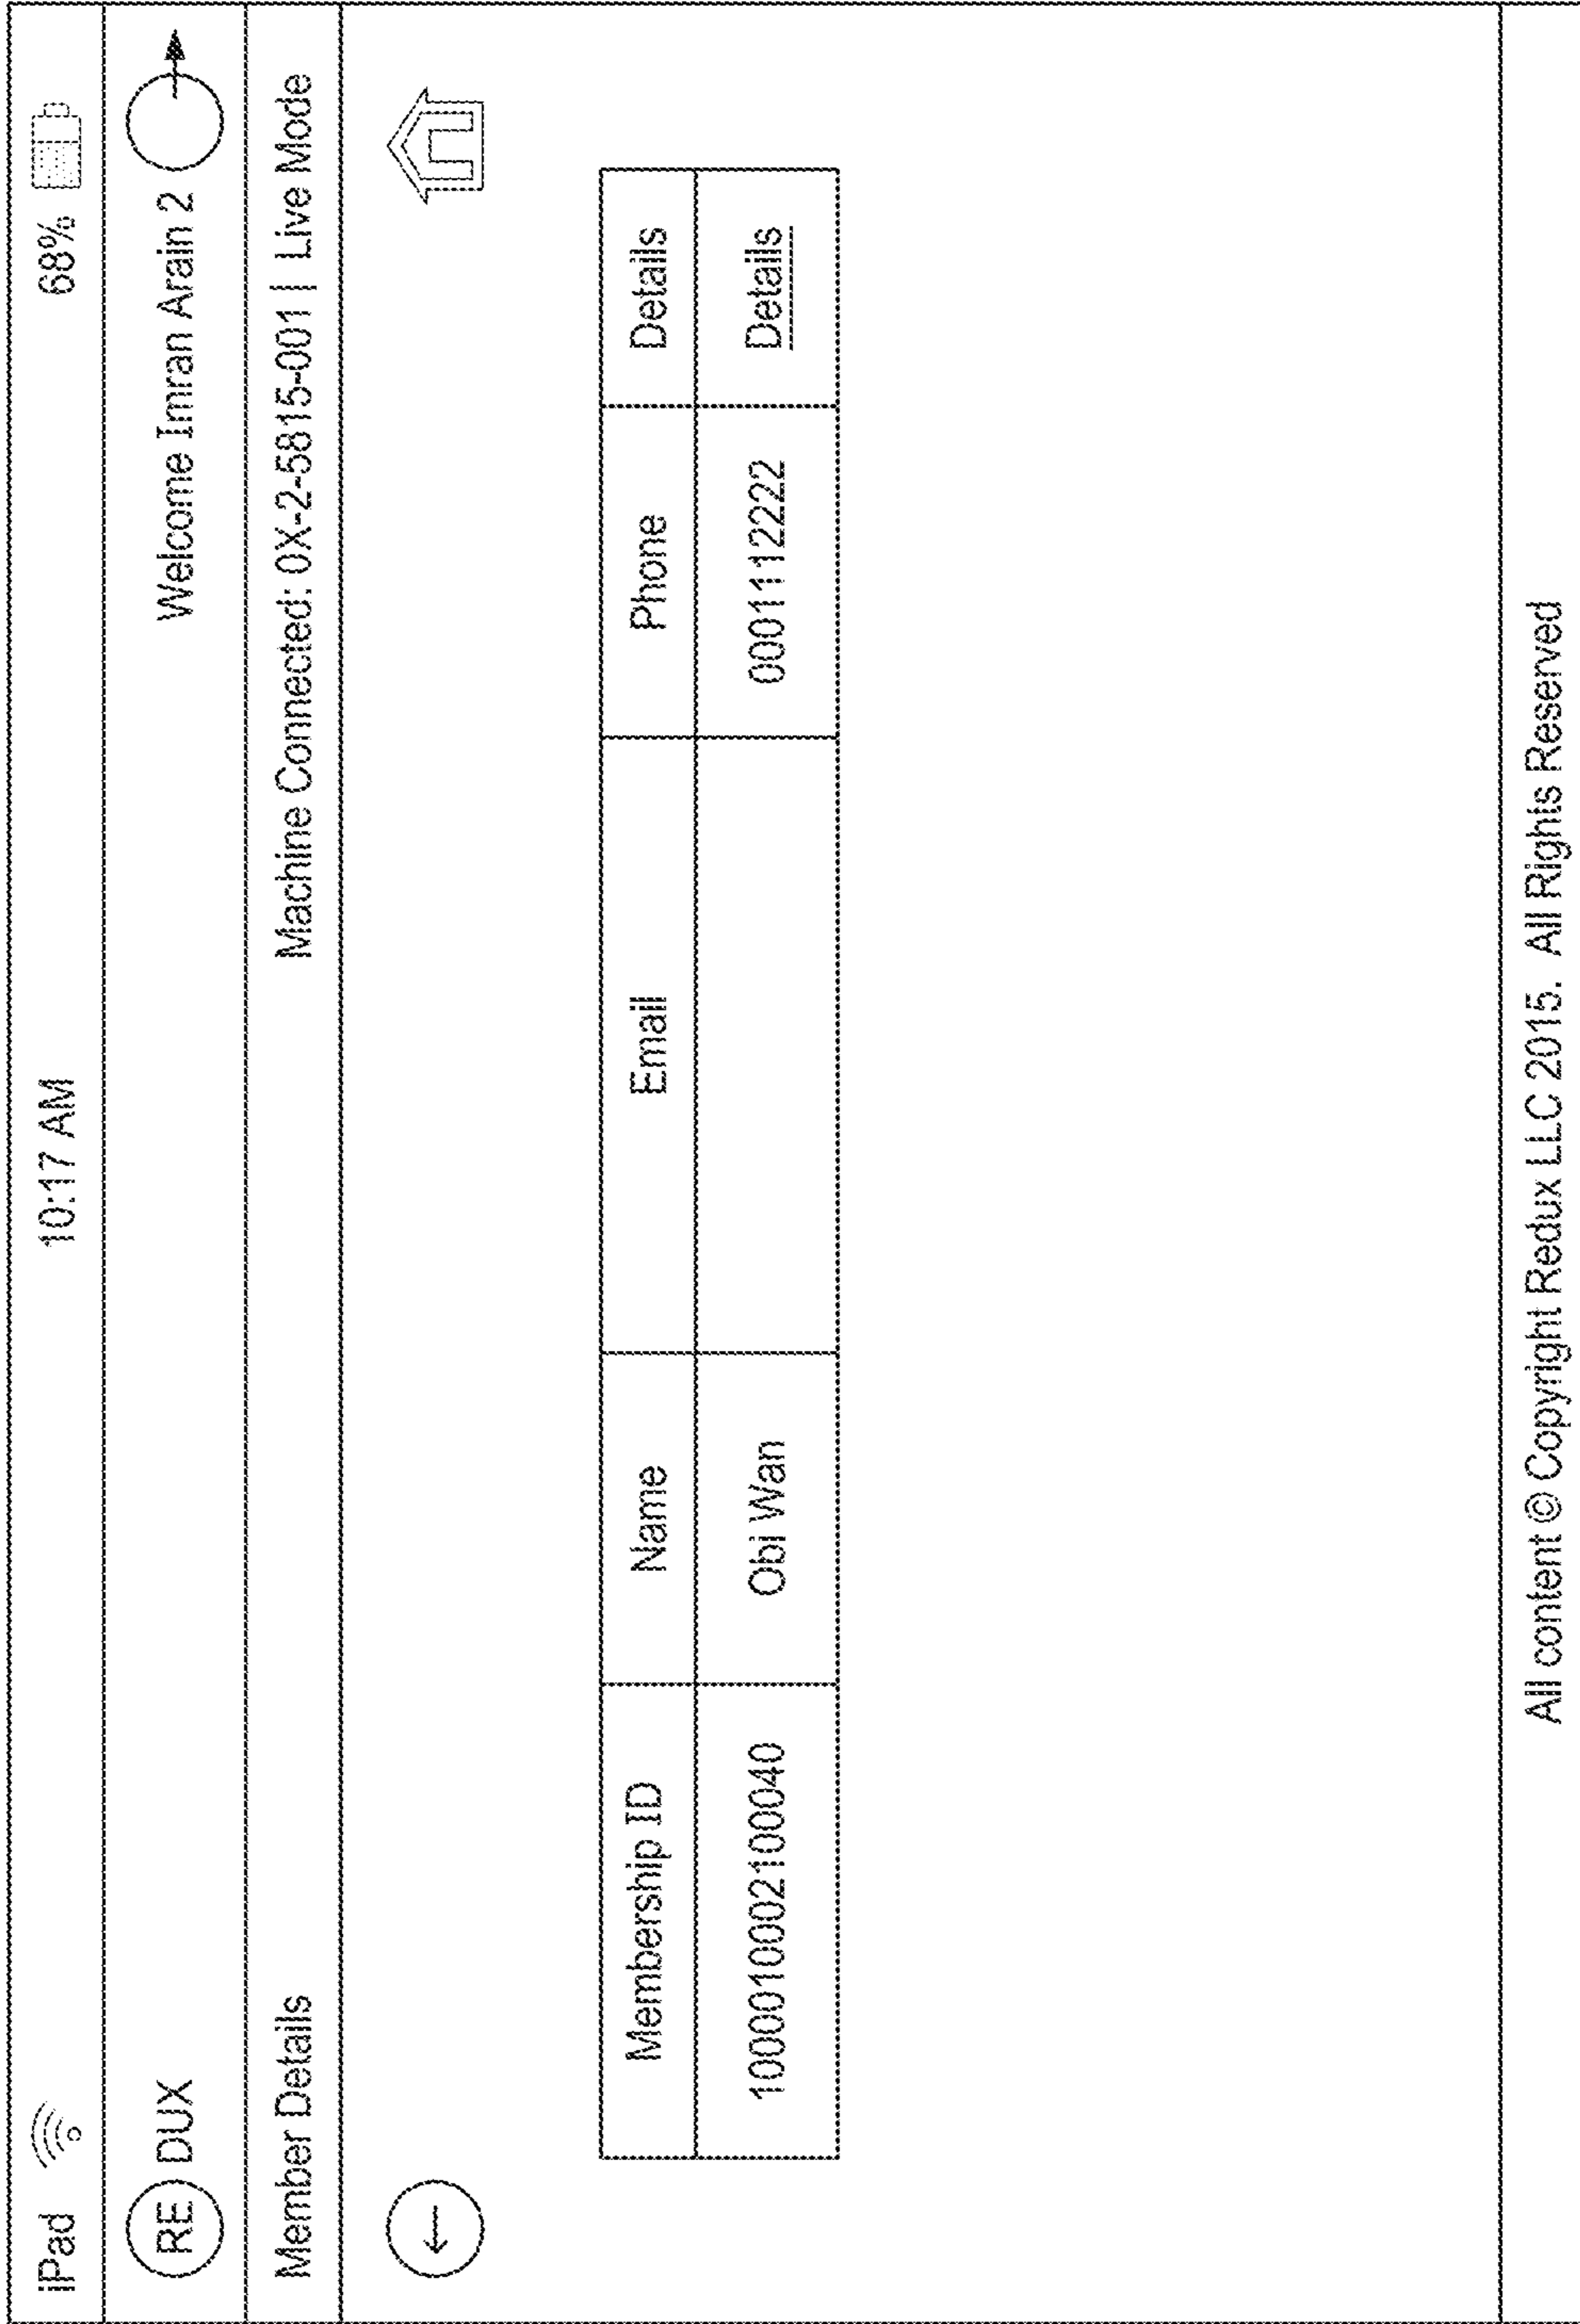 iPad 10:17 AM 68%
RE DUX Welcome Imran Arain 2
Member Details Machine Connected: 0X-2-5815-001 | Live Mode
Membership ID Name Email Phone Details
1000010002100040 Obi Wan 0001112222 Details
All content © Copyright Redux LLC 2015. All Rights Reserved